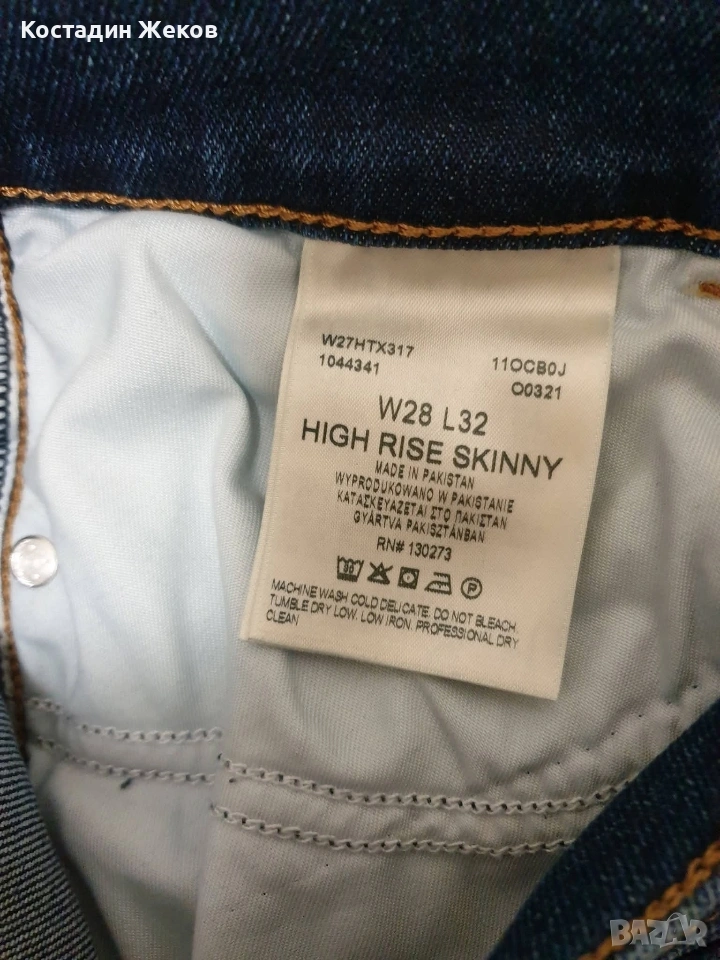 Костадин Жеков
W27HTX317
1044341
11OCB0J
O0321
W28 L32
HIGH RISE SKINNY
MADE IN PAKISTAN
WYPRODUKOWANO W PAKISTANIE
ΚΑΤΑΣΚΕΥΑΖΕΤΑΙ ΣΤΟ ΠΑΚΙΣΤΑΝ
GYÁRTVA PAKISZTÁNBAN
RN# 130273
30
P
MACHINE WASH COLD DELICATE. DO NOT BLEACH.
TUMBLE DRY LOW. LOW IRON. PROFESSIONAL DRY
CLEAN
BAZAR